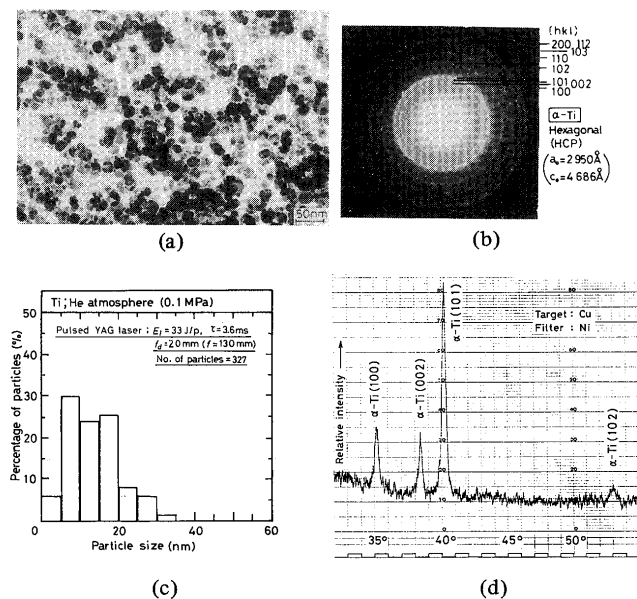 50nm
(a)
(hkl)
200, 112
103
110
102
101 002
100
α-Ti
Hexagonal
(HCP)
(a₀=2.950Å
c₀=4.686Å)
(b)
Ti ; He atmosphere (0.1 MPa)
Pulsed YAG laser ; E₁=33 J/p, τ=3.6ms
f_d=20mm (f=130mm)
No. of particles=327
Percentage of particles (%)
50
40
30
20
10
0
0 20 40 60
Particle size (nm)
(c)
Target : Cu
Filter : Ni
Relative intensity
α-Ti (100)
α-Ti (002)
α-Ti (101)
α-Ti (102)
35° 40° 45° 50°
(d)